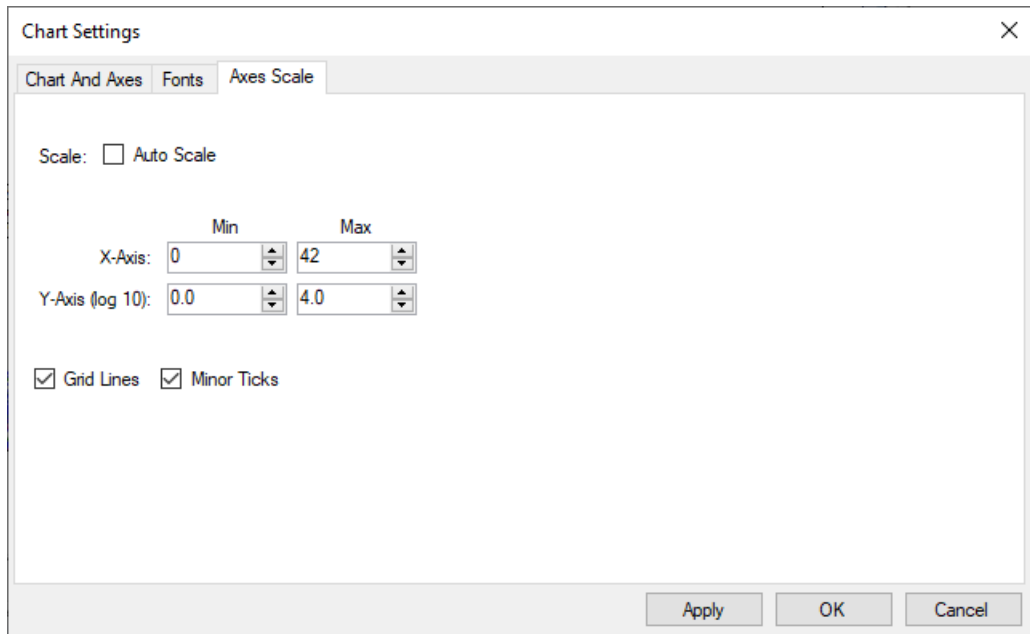 Chart Settings
Chart And Axes Fonts Axes Scale
Scale: Auto Scale
Min Max
X-Axis: 0 42
Y-Axis (log 10): 0.0 4.0
Grid Lines Minor Ticks
Apply OK Cancel